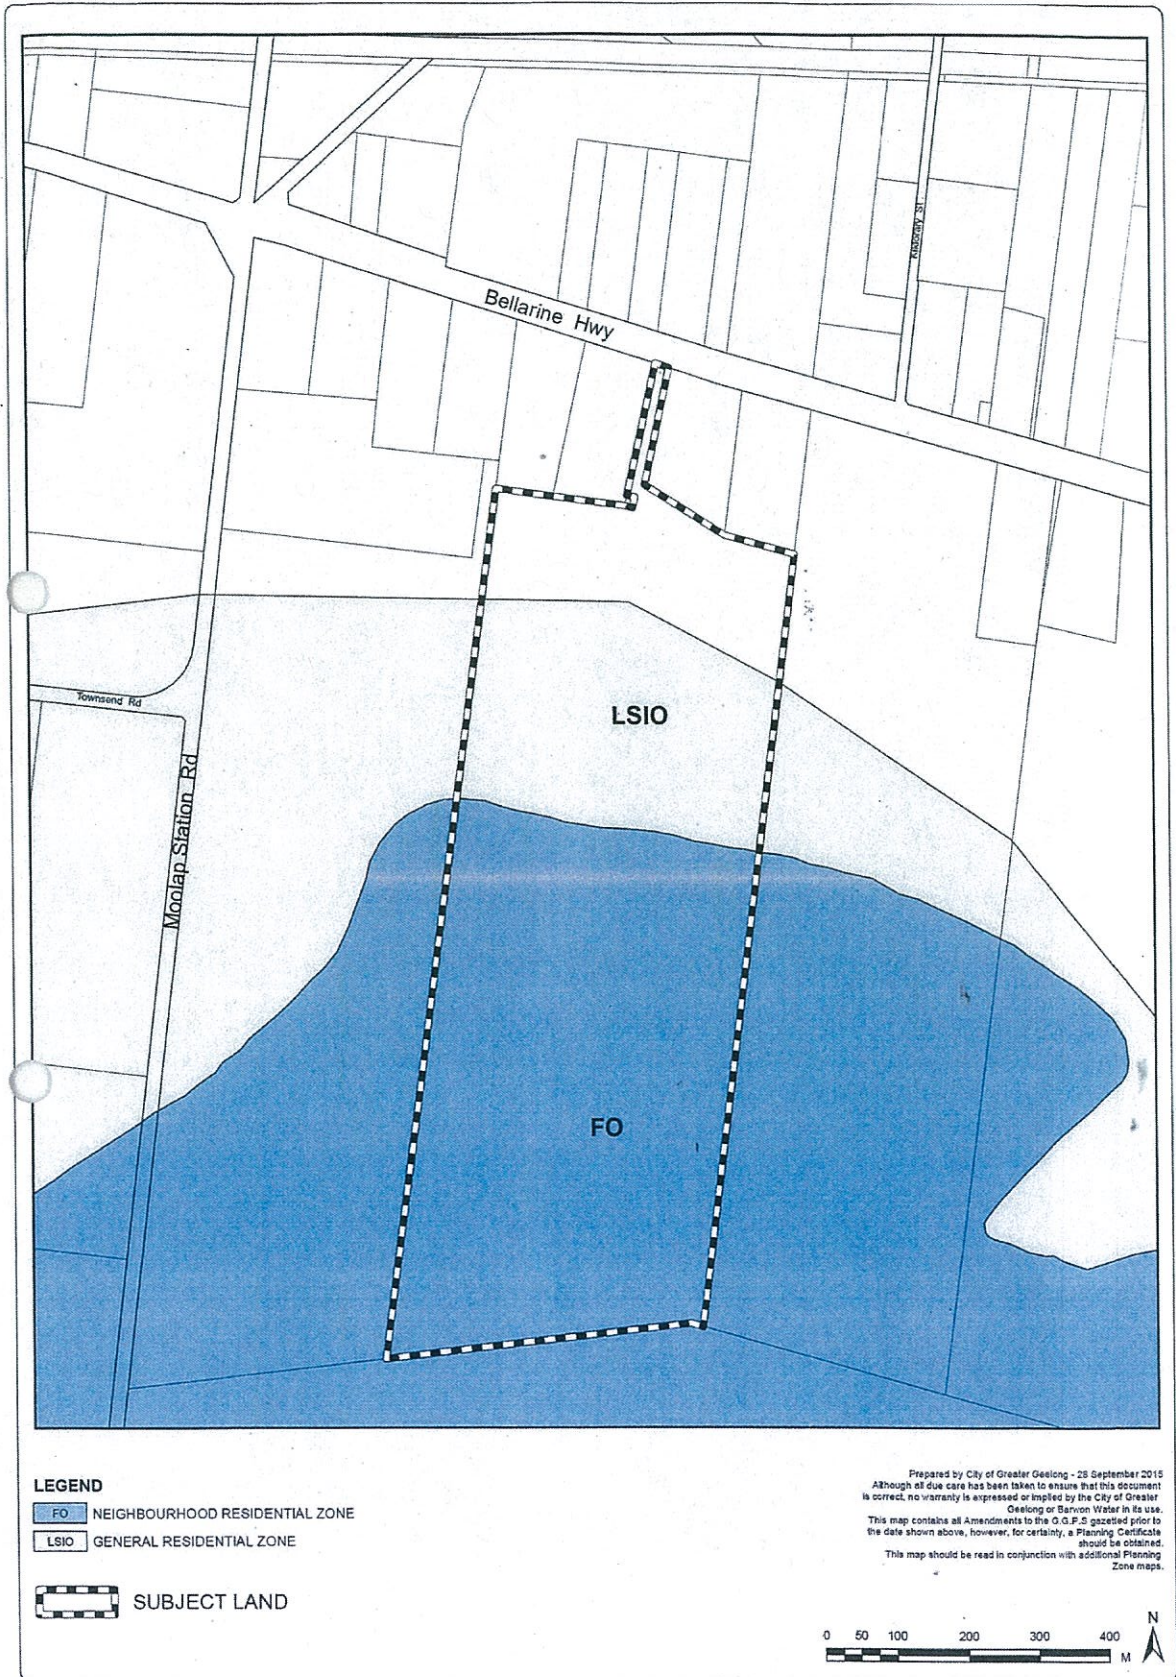 Kildorary St
Bellarine Hwy
LSIO
Townsend Rd
Moolap Station Rd
FO
LEGEND
FO NEIGHBOURHOOD RESIDENTIAL ZONE
LSIO GENERAL RESIDENTIAL ZONE
SUBJECT LAND
Prepared by City of Greater Geelong - 28 September 2015
Although all due care has been taken to ensure that this document
is correct, no warranty is expressed or implied by the City of Greater
Geelong or Barwon Water in its use.
This map contains all Amendments to the G.G.P.S gazetted prior to
the date shown above, however, for certainty, a Planning Certificate
should be obtained.
This map should be read in conjunction with additional Planning
Zone maps.
N
0 50 100 200 300 400
M